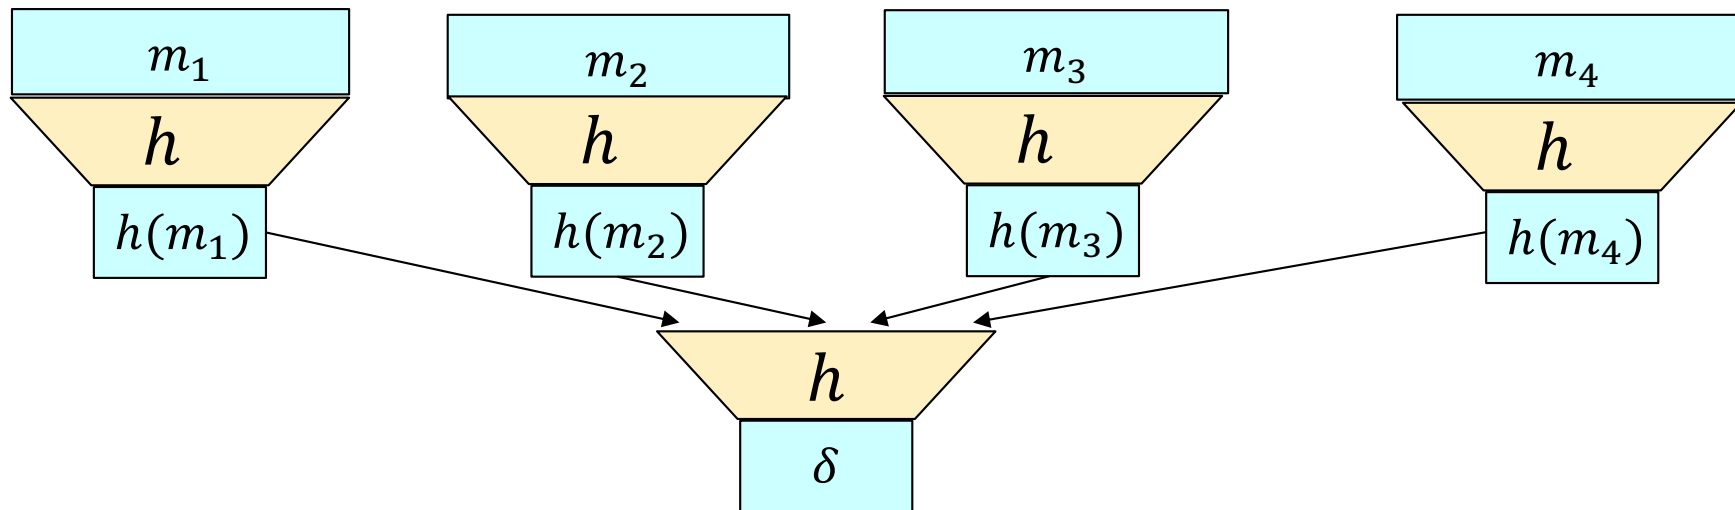 m₁ m₂ m₃ m₄
h h h h
h(m₁) h(m₂) h(m₃) h(m₄)
h
δ